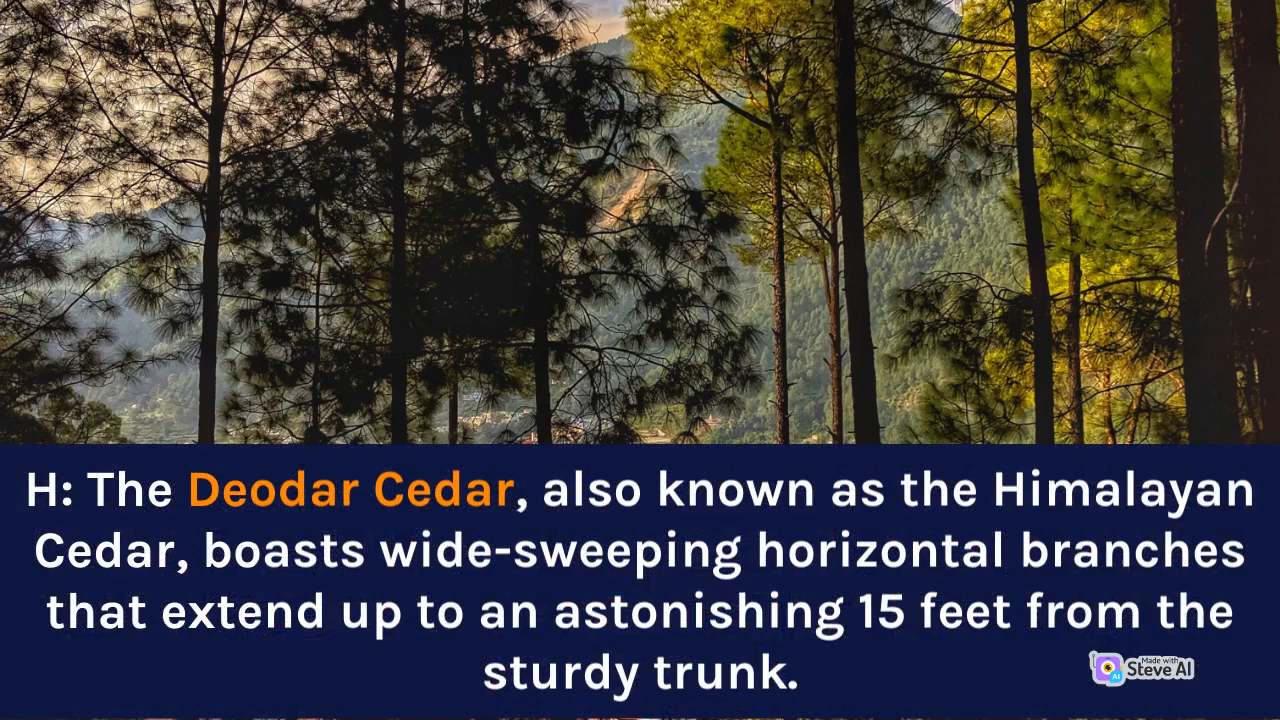 H: The Deodar Cedar, also known as the Himalayan
Cedar, boasts wide-sweeping horizontal branches
that extend up to an astonishing 15 feet from the
sturdy trunk.
Made with
Steve AI
AI